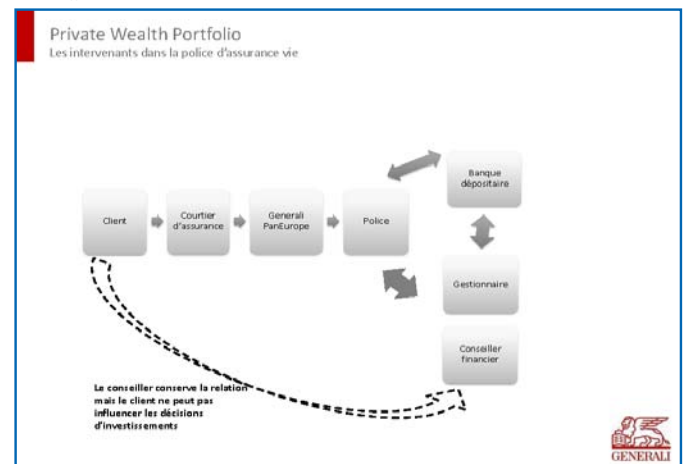 Private Wealth Portfolio
Les intervenants dans la police d'assurance vie
Banque
dépositaire
Client
Courtier
d'assurance
Generali
PanEurope
Police
Gestionnaire
Conseiller
financier
Le conseiller conserve la relation
mais le client ne peut pas
influencer les décisions
d'investissements
GENERALI